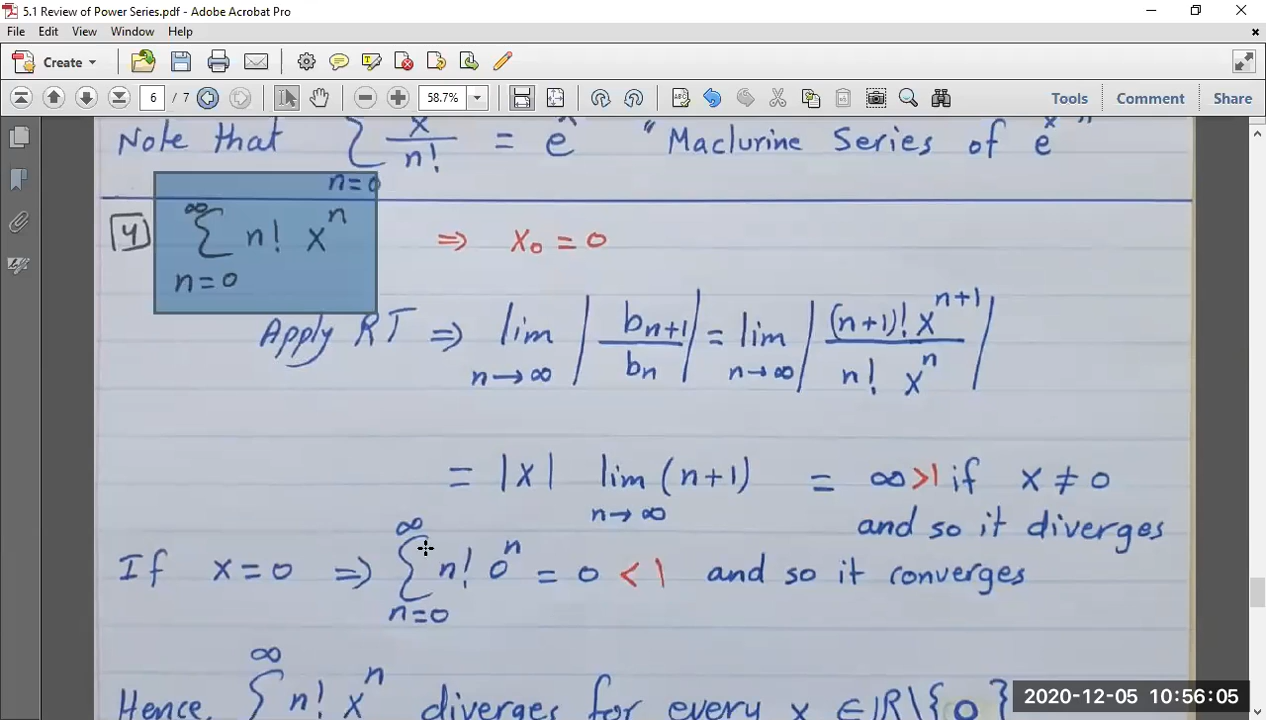 5.1 Review of Power Series.pdf - Adobe Acrobat Pro
File Edit View Window Help
Create
6 / 7 58.7% Tools Comment Share
Note that ∑ n=0 x/n! = e^x "Maclurine Series of e^x"
4 ∞ ∑ n=0 n! x^n ⇒ x₀ = 0
Apply RT ⇒ lim n→∞ | b_{n+1} / b_n | = lim n→∞ | (n+1)! x^{n+1} / n! x^n |
= |x| lim n→∞ (n+1) = ∞ >1 if x ≠ 0
and so it diverges
If x=0 ⇒ ∞ ∑ n=0 n! 0^n = 0 < 1 and so it converges
Hence, ∞ ∑ n! x^n diverges for every x ∈ ℝ\{0}
2020-12-05 10:56:05